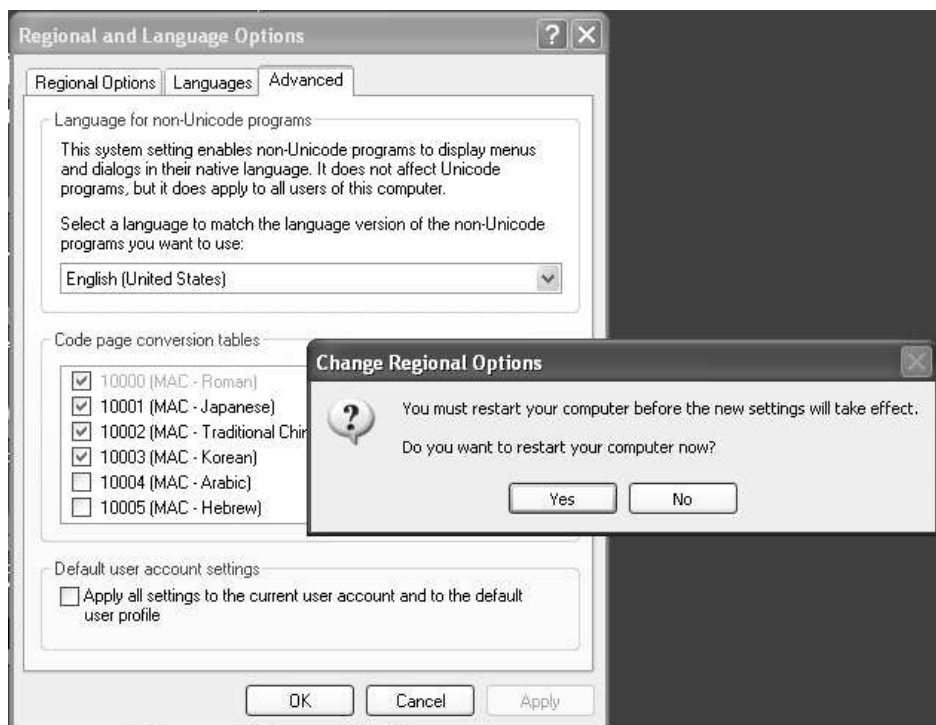 Regional and Language Options
Regional Options Languages Advanced
Language for non-Unicode programs
This system setting enables non-Unicode programs to display menus
and dialogs in their native language. It does not affect Unicode
programs, but it does apply to all users of this computer.
Select a language to match the language version of the non-Unicode
programs you want to use:
English (United States)
Code page conversion tables
10000 (MAC - Roman)
10001 (MAC - Japanese)
10002 (MAC - Traditional Chin
10003 (MAC - Korean)
10004 (MAC - Arabic)
10005 (MAC - Hebrew)
Change Regional Options
You must restart your computer before the new settings will take effect.
Do you want to restart your computer now?
Yes No
Default user account settings
Apply all settings to the current user account and to the default
user profile
OK Cancel Apply